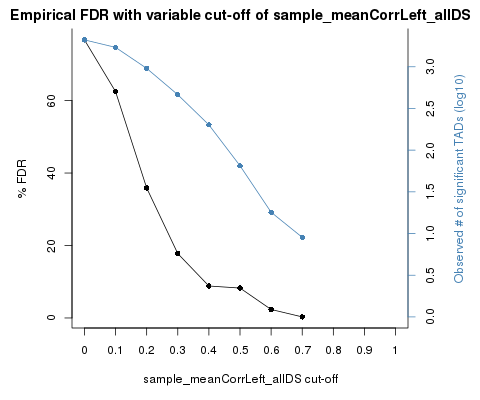 Empirical FDR with variable cut-off of sample_meanCorrLeft_allDS
% FDR
0
20
40
60
0.0
0.5
1.0
1.5
2.0
2.5
3.0
Observed # of significant TADs (log10)
0 0.1 0.2 0.3 0.4 0.5 0.6 0.7 0.8 0.9 1
sample_meanCorrLeft_allDS cut-off